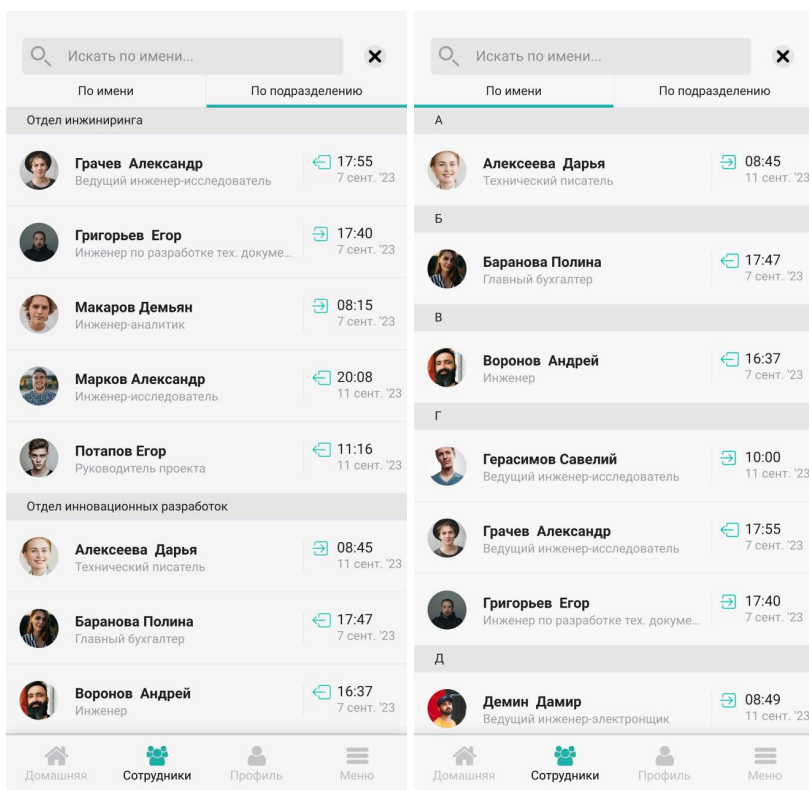 Искать по имени...
По имени
По подразделению
Отдел инжиниринга
Грачев Александр
17:55
Ведущий инженер-исследователь
7 сент. '23
Григорьев Егор
17:40
Инженер по разработке тех. докуме...
7 сент. '23
Макаров Демьян
08:15
Инженер-аналитик
7 сент. '23
Марков Александр
20:08
Инженер-исследователь
11 сент. '23
Потапов Егор
11:16
Руководитель проекта
11 сент. '23
Отдел инновационных разработок
Алексеева Дарья
08:45
Технический писатель
11 сент. '23
Баранова Полина
17:47
Главный бухгалтер
7 сент. '23
Воронов Андрей
16:37
Инженер
7 сент. '23
Домашняя
Сотрудники
Профиль
Меню
Искать по имени...
По имени
По подразделению
А
Алексеева Дарья
08:45
Технический писатель
11 сент. '23
Б
Баранова Полина
17:47
Главный бухгалтер
7 сент. '23
В
Воронов Андрей
16:37
Инженер
7 сент. '23
Г
Герасимов Савелий
10:00
Ведущий инженер-исследователь
11 сент. '23
Грачев Александр
17:55
Ведущий инженер-исследователь
7 сент. '23
Григорьев Егор
17:40
Инженер по разработке тех. докуме...
7 сент. '23
Д
Демин Дамир
08:49
Ведущий инженер-электронщик
11 сент. '23
Домашняя
Сотрудники
Профиль
Меню